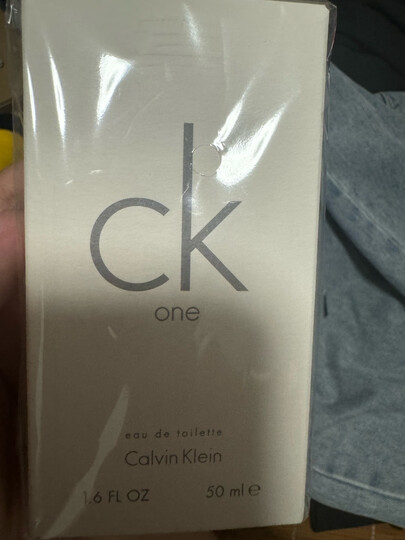 ck
one
eau de toilette
Calvin Klein
1.6 FL OZ 50 ml ℮